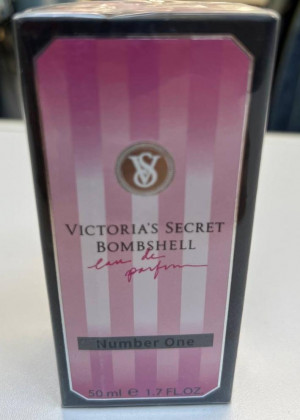 VS
VICTORIA'S SECRET
BOMBSHELL
eau de
parfum
Number One
50 ml e 1.7 FL OZ